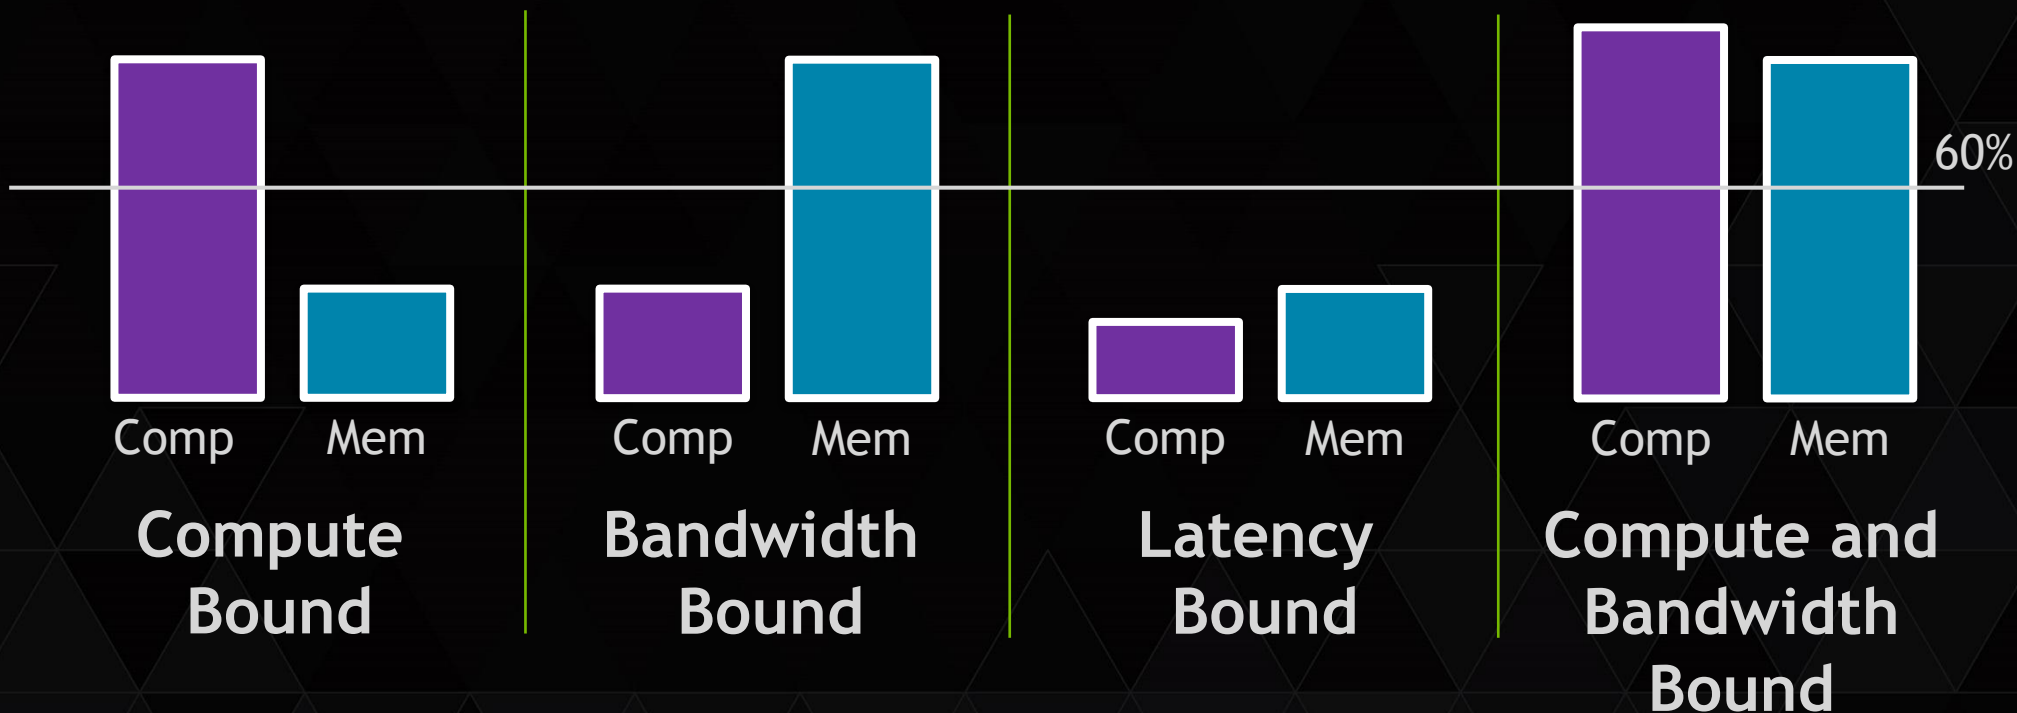 60%
Comp Mem
Compute
Bound
Comp Mem
Bandwidth
Bound
Comp Mem
Latency
Bound
Comp Mem
Compute and
Bandwidth
Bound